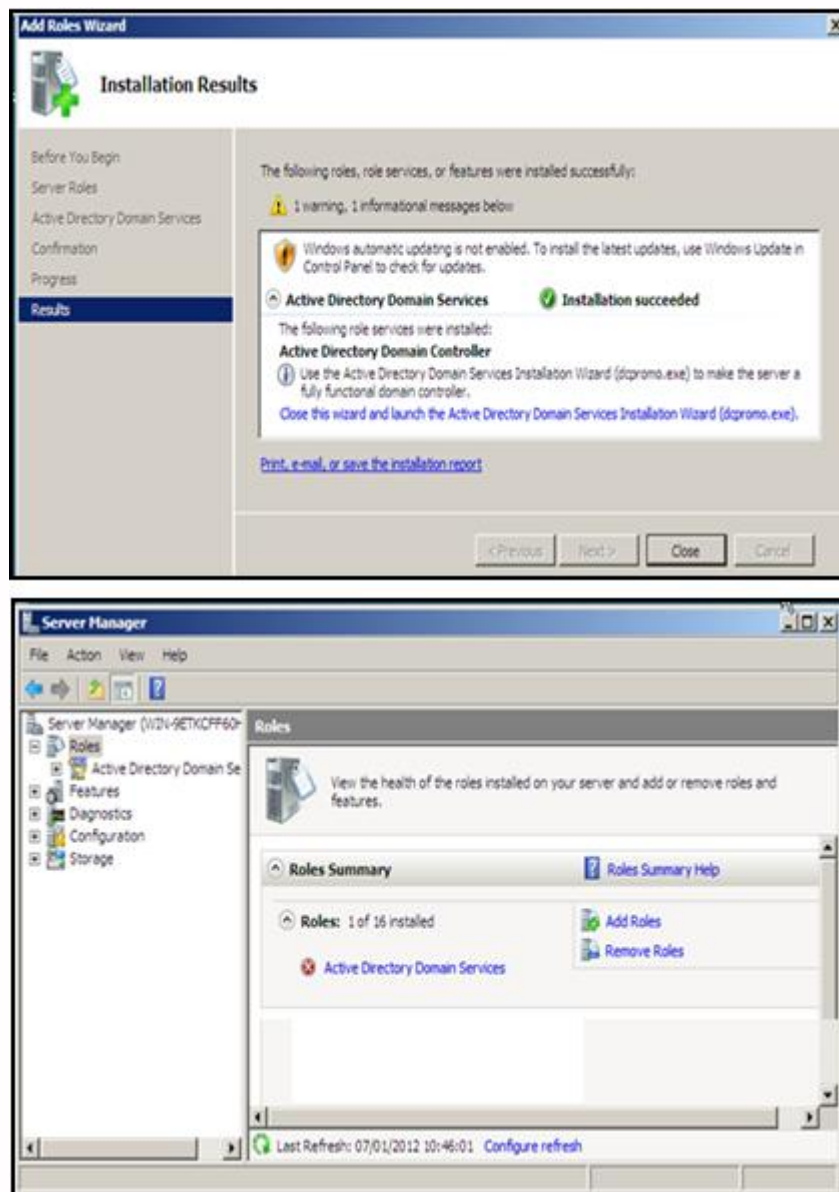 Add Roles Wizard
Installation Results
Before You Begin
Server Roles
Active Directory Domain Services
Confirmation
Progress
Results
The following roles, role services, or features were installed successfully:
1 warning, 1 informational messages below
Windows automatic updating is not enabled. To install the latest updates, use Windows Update in
Control Panel to check for updates.
Active Directory Domain Services
Installation succeeded
The following role services were installed:
Active Directory Domain Controller
Use the Active Directory Domain Services Installation Wizard (dcpromo.exe) to make the server a
fully functional domain controller.
Close this wizard and launch the Active Directory Domain Services Installation Wizard (dcpromo.exe).
Print, e-mail, or save the installation report
< Previous
Next >
Close
Cancel
Server Manager
File Action View Help
Server Manager
Roles
Active Directory Domain Se
Features
Diagnostics
Configuration
Storage
Roles
View the health of the roles installed on your server and add or remove roles and
features.
Roles Summary
Roles Summary Help
Roles: 1 of 16 installed
Add Roles
Remove Roles
Active Directory Domain Services
Last Refresh: 07/01/2012 10:46:01 Configure refresh